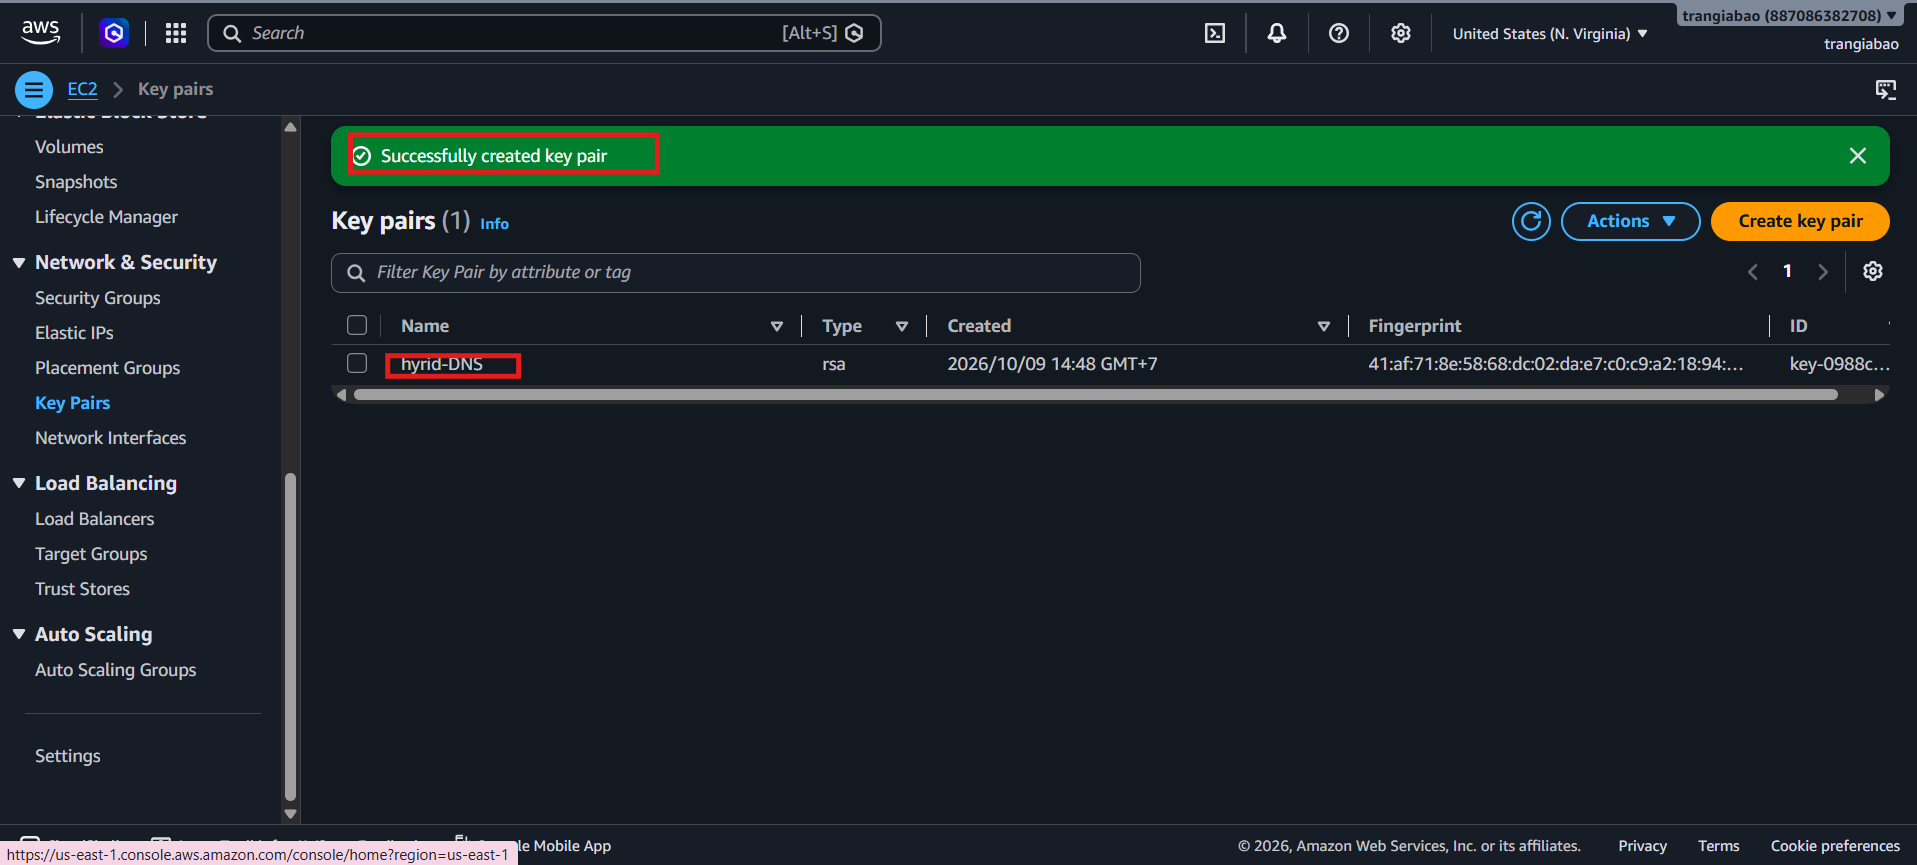 aws
Search [Alt+S]
United States (N. Virginia)
trangiabao (887086382708)
trangiabao
EC2 Key pairs
Elastic Block Store
Volumes
Snapshots
Lifecycle Manager
Network & Security
Security Groups
Elastic IPs
Placement Groups
Key Pairs
Network Interfaces
Load Balancing
Load Balancers
Target Groups
Trust Stores
Auto Scaling
Auto Scaling Groups
Settings
Successfully created key pair
Key pairs (1) Info
Actions
Create key pair
Filter Key Pair by attribute or tag
1
Name Type Created Fingerprint ID
hyrid-DNS rsa 2026/10/09 14:48 GMT+7 41:af:71:8e:58:68:dc:02:da:e7:c0:c9:a2:18:94:... key-0988c...
Mobile App
© 2026, Amazon Web Services, Inc. or its affiliates. Privacy Terms Cookie preferences
https://us-east-1.console.aws.amazon.com/console/home?region=us-east-1